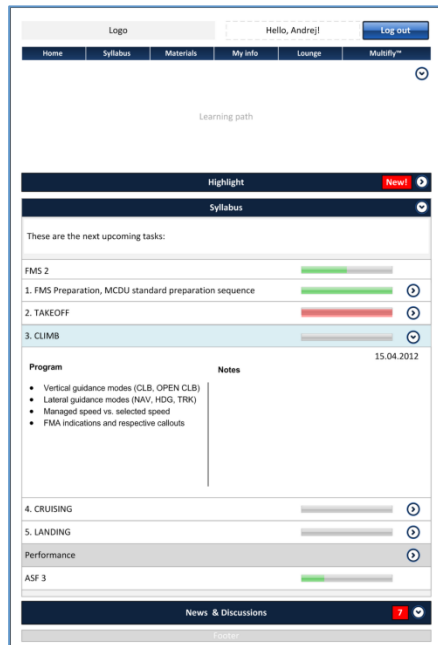 Logo
Hello, Andrej!
Log out
Home Syllabus Materials My info Lounge Multifly™
Learning path
Highlight New!
Syllabus
These are the next upcoming tasks:
FMS 2
1. FMS Preparation, MCDU standard preparation sequence
2. TAKEOFF
3. CLIMB
15.04.2012
Program
Notes
• Vertical guidance modes (CLB, OPEN CLB)
• Lateral guidance modes (NAV, HDG, TRK)
• Managed speed vs. selected speed
• FMA indications and respective callouts
4. CRUISING
5. LANDING
Performance
ASF 3
News & Discussions 7
Footer